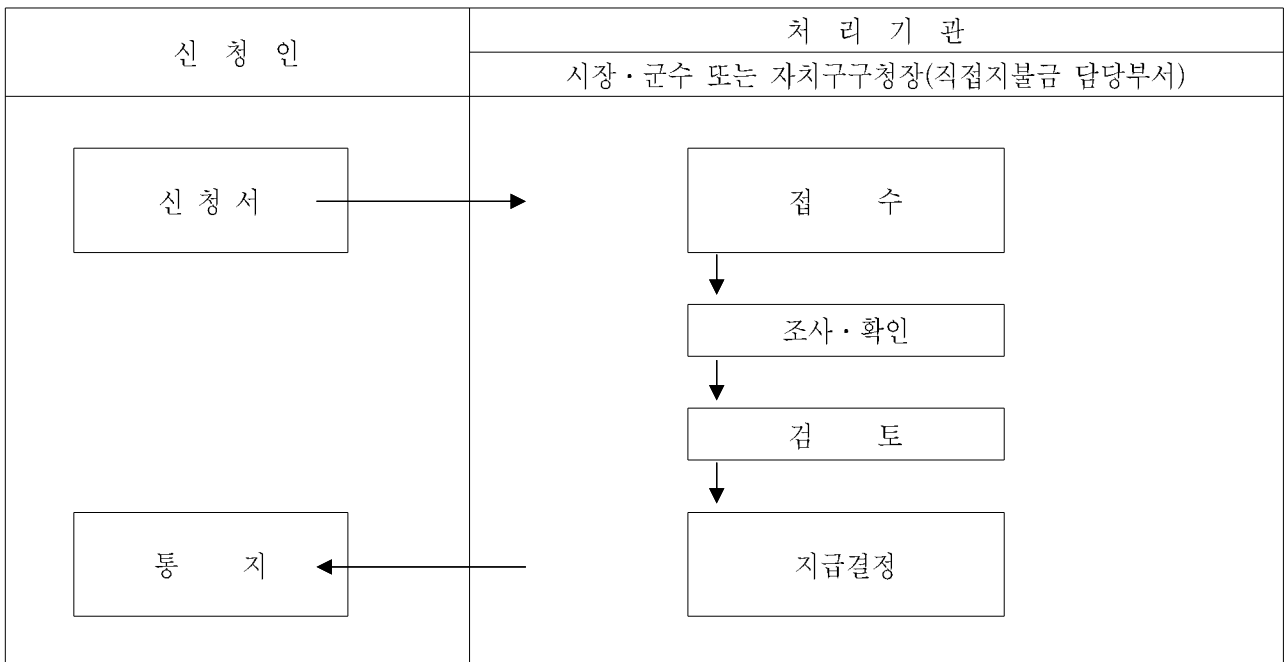 신 청 인
처 리 기 관
시장·군수 또는 자치구구청장(직접지불금 담당부서)
신 청 서
접 수
조사·확인
검 토
통 지
지급결정